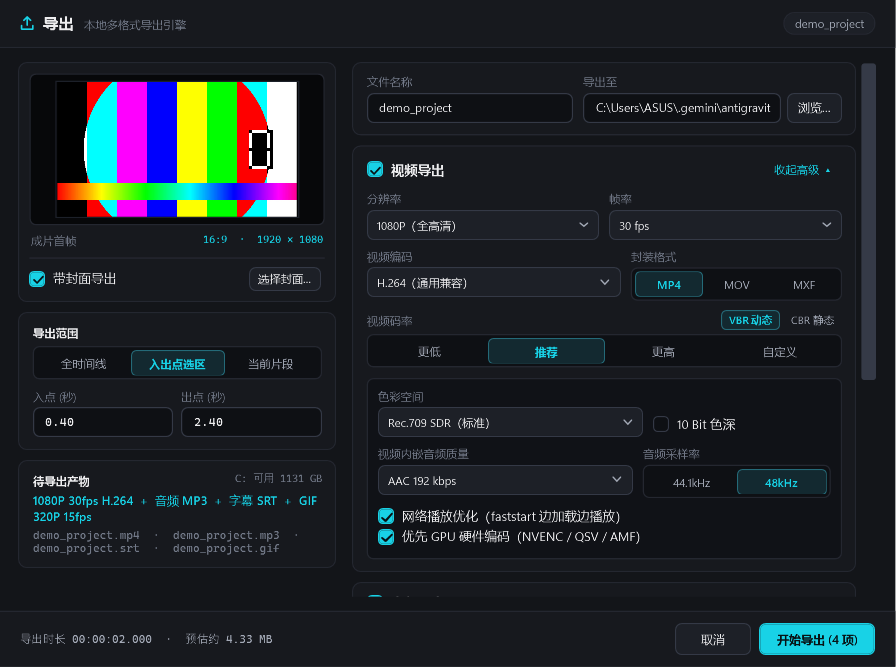 导出 本地多格式导出引擎
demo_project
成片首帧 16:9 · 1920 × 1080
带封面导出 选择封面...
导出范围
全时间线 入出点选区 当前片段
入点 (秒) 出点 (秒)
0.40 2.40
待导出产物 C: 可用 1131 GB
1080P 30fps H.264 + 音频 MP3 + 字幕 SRT + GIF
320P 15fps
demo_project.mp4 · demo_project.mp3 ·
demo_project.srt · demo_project.gif
文件名称 导出至
demo_project C:\Users\ASUS\.gemini\antigravit 浏览...
视频导出 收起高级 ▲
分辨率 帧率
1080P（全高清） 30 fps
视频编码 封装格式
H.264（通用兼容） MP4 MOV MXF
视频码率 VBR 动态 CBR 静态
更低 推荐 更高 自定义
色彩空间
Rec.709 SDR（标准） 10 Bit 色深
视频内嵌音频质量 音频采样率
AAC 192 kbps 44.1kHz 48kHz
网络播放优化（faststart 边加载边播放）
优先 GPU 硬件编码（NVENC / QSV / AMF）
导出时长 00:00:02.000 · 预估约 4.33 MB
取消 开始导出 (4 项)